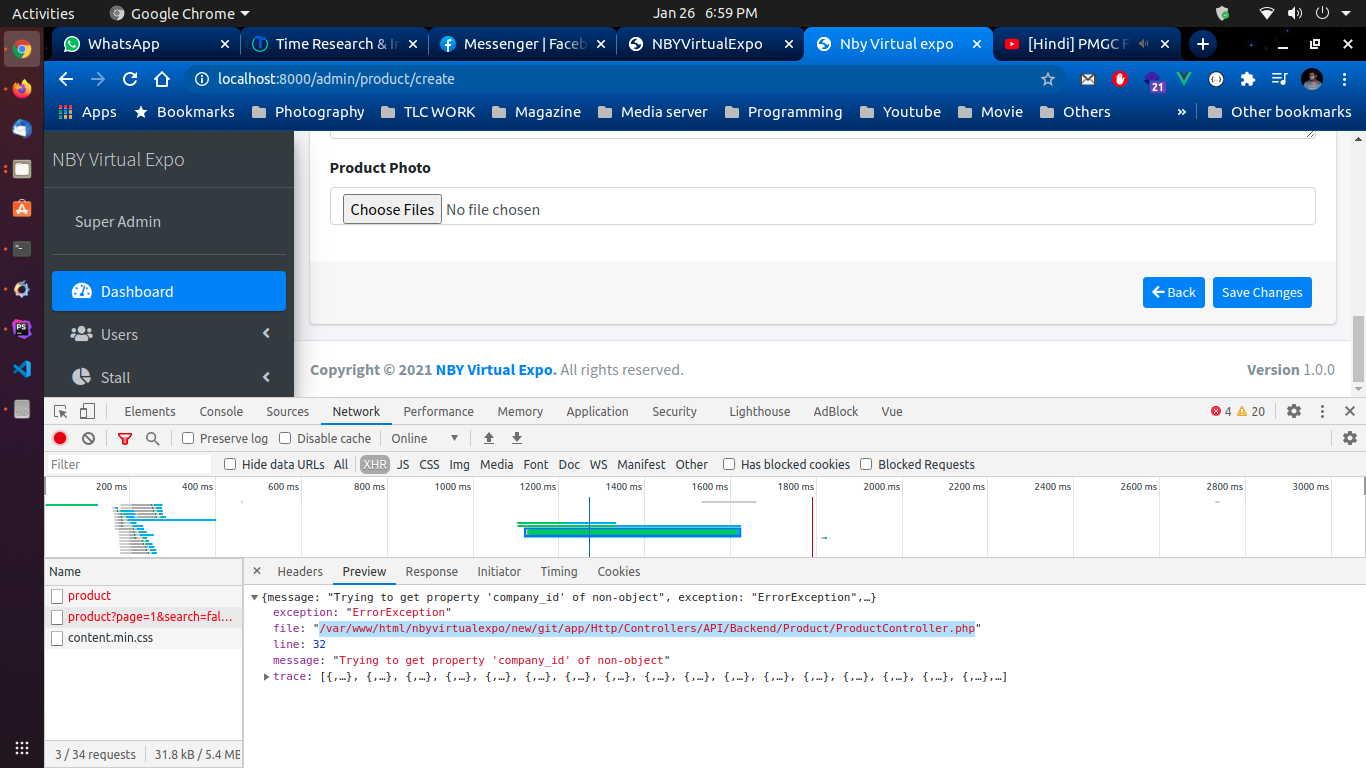 Activities Google Chrome Jan 26 6:59 PM
WhatsApp Time Research & In Messenger | Faceb NBYVirtualExpo Nby Virtual expo [Hindi] PMGC F
localhost:8000/admin/product/create 21
Apps Bookmarks Photography TLC WORK Magazine Media server Programming Youtube Movie Others » Other bookmarks
NBY Virtual Expo
Super Admin
Dashboard
Users
Stall
Product Photo
Choose Files No file chosen
Back Save Changes
Copyright © 2021 NBY Virtual Expo. All rights reserved. Version 1.0.0
Elements Console Sources Network Performance Memory Application Security Lighthouse AdBlock Vue 4 20
Preserve log Disable cache Online
Filter Hide data URLs All XHR JS CSS Img Media Font Doc WS Manifest Other Has blocked cookies Blocked Requests
200 ms 400 ms 600 ms 800 ms 1000 ms 1200 ms 1400 ms 1600 ms 1800 ms 2000 ms 2200 ms 2400 ms 2600 ms 2800 ms 3000 ms
Name
product
product?page=1&search=fal...
content.min.css
3 / 34 requests 31.8 kB / 5.4 ME
Headers Preview Response Initiator Timing Cookies
{message: "Trying to get property 'company_id' of non-object", exception: "ErrorException",…}
exception: "ErrorException"
file: "/var/www/html/nbyvirtualexpo/new/git/app/Http/Controllers/API/Backend/Product/ProductController.php"
line: 32
message: "Trying to get property 'company_id' of non-object"
trace: [{,…}, {,…}, {,…}, {,…}, {,…}, {,…}, {,…}, {,…}, {,…}, {,…}, {,…}, {,…}, {,…}, {,…}, {,…}, {,…}, {,…},…]